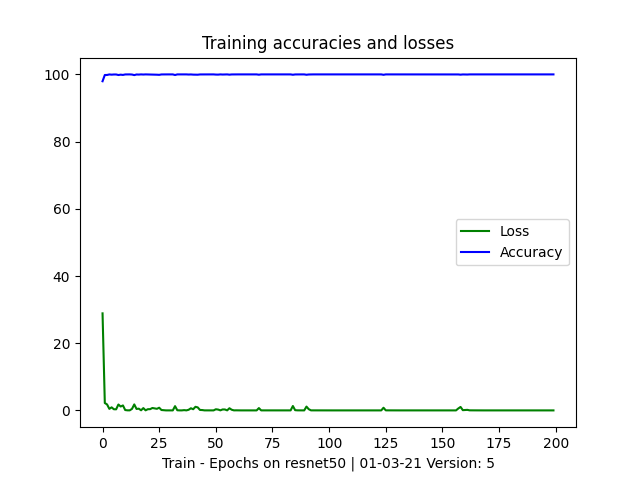 Training accuracies and losses
100
80
60
40
20
0
Loss
Accuracy
0 25 50 75 100 125 150 175 200
Train - Epochs on resnet50 | 01-03-21 Version: 5